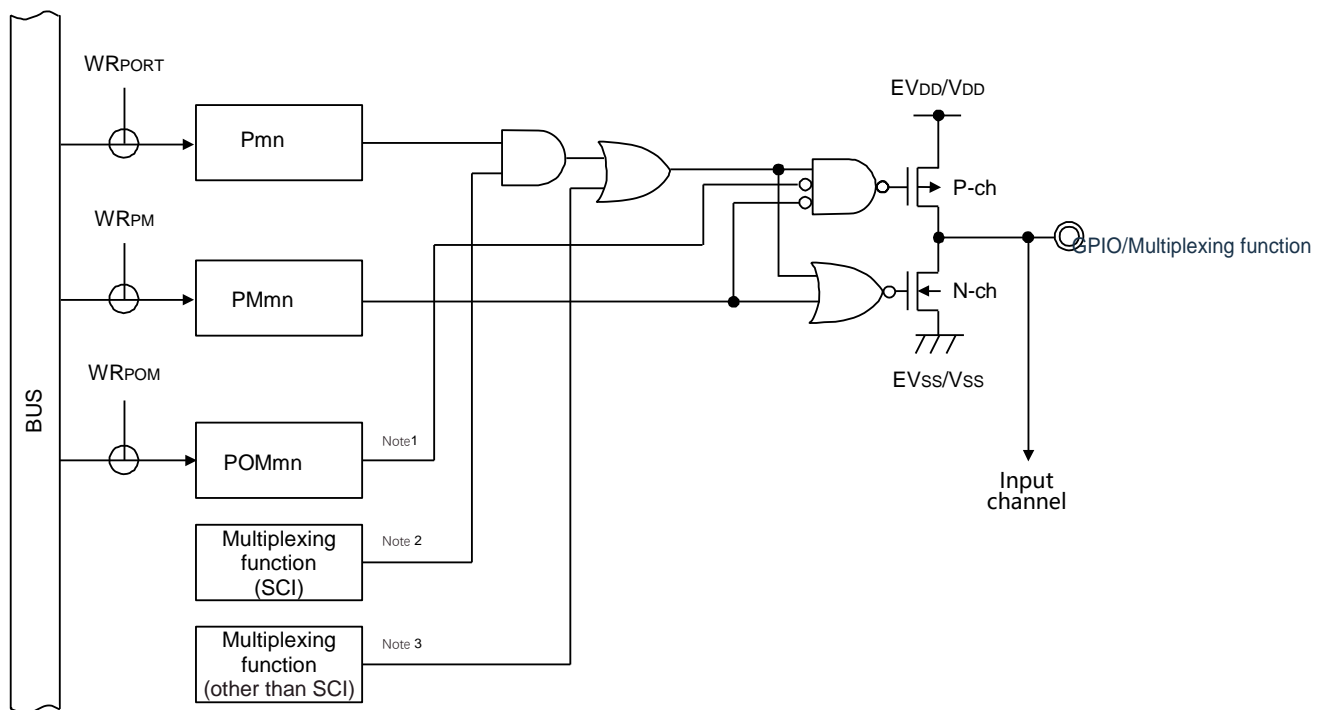 WRPORT
Pmn
EVDD/VDD
P-ch
WRPM
PMmn
GPIO/Multiplexing function
N-ch
EVSS/VSS
WRPOM
BUS
POMmn
Note1
Input
channel
Multiplexing
function
(SCI)
Note 2
Multiplexing
function
(other than SCI)
Note 3